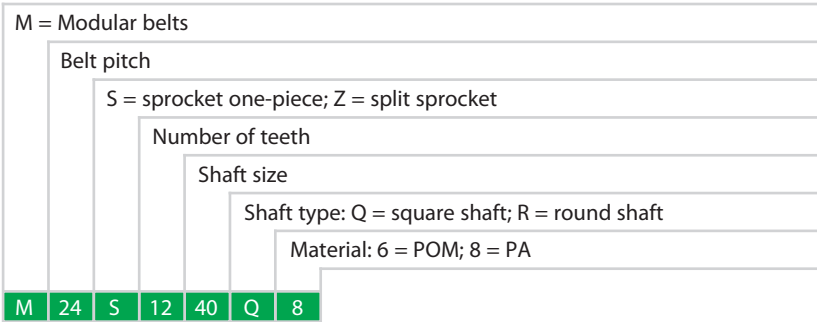 M = Modular belts
Belt pitch
S = sprocket one-piece; Z = split sprocket
Number of teeth
Shaft size
Shaft type: Q = square shaft; R = round shaft
Material: 6 = POM; 8 = PA
M 24 S 12 40 Q 8